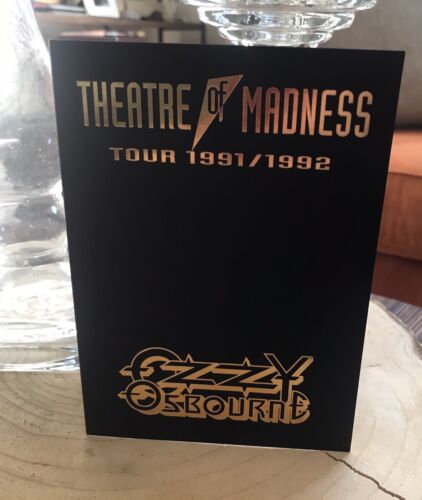 THEATRE OF MADNESS
TOUR 1991/1992
OZZY
OSBOURNE